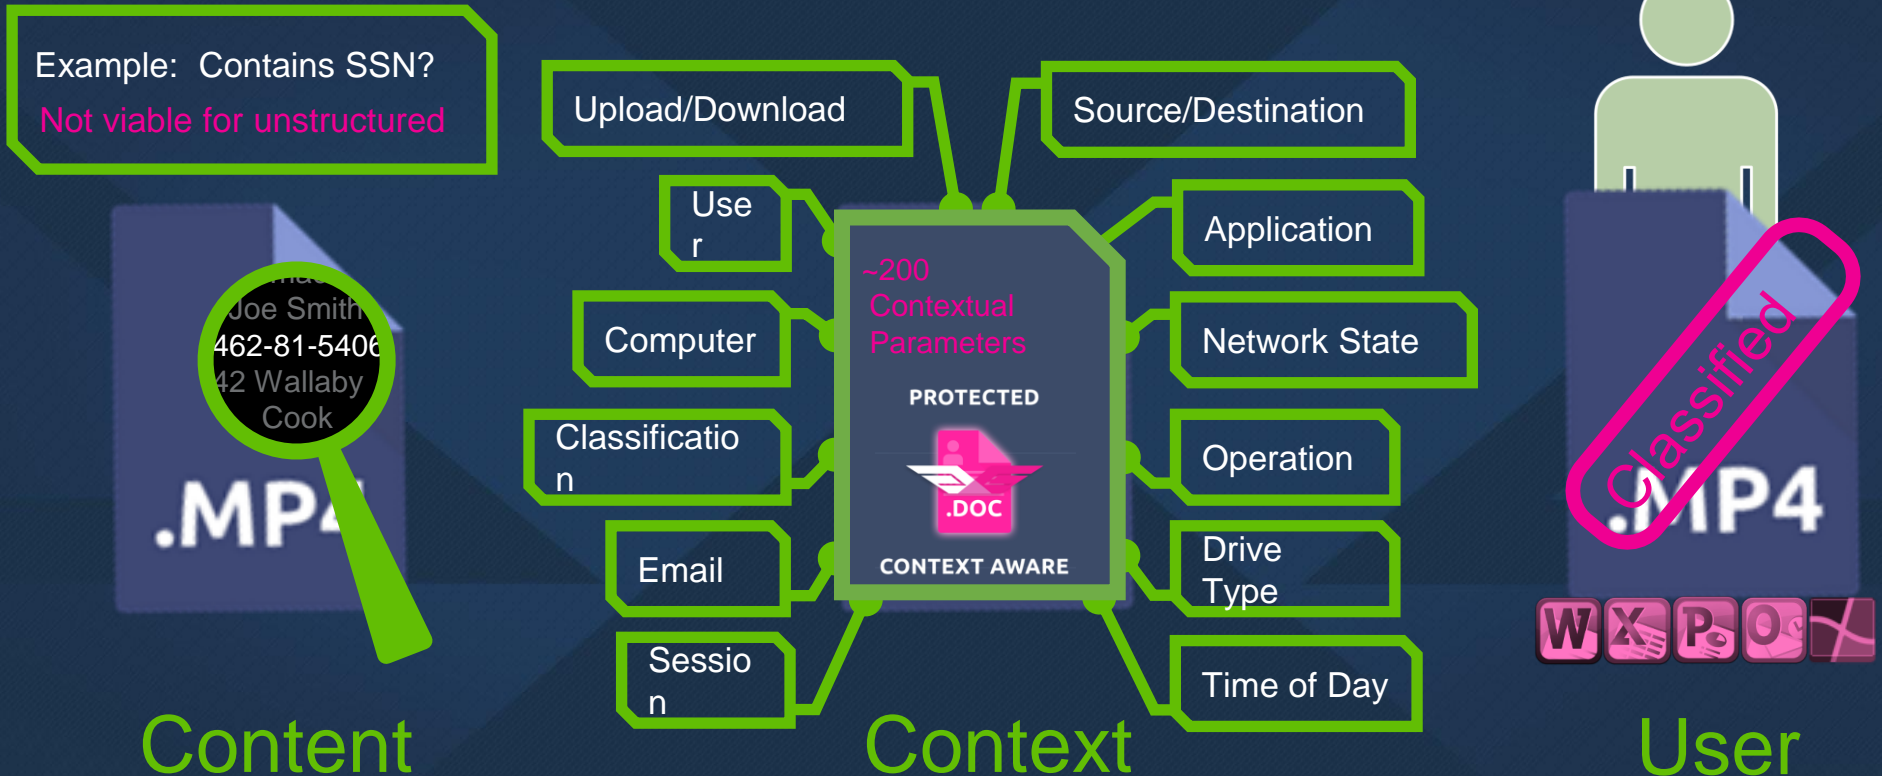 Example: Contains SSN?
Not viable for unstructured
Joe Smith
462-81-5406
42 Wallaby
Cook
.MP4
Content
Upload/Download
Source/Destination
Use
r
Application
Computer
Network State
Classificatio
n
Operation
Email
Drive
Type
Sessio
n
Time of Day
~200
Contextual
Parameters
PROTECTED
.DOC
CONTEXT AWARE
Context
Classified
.MP4
W X P O
User